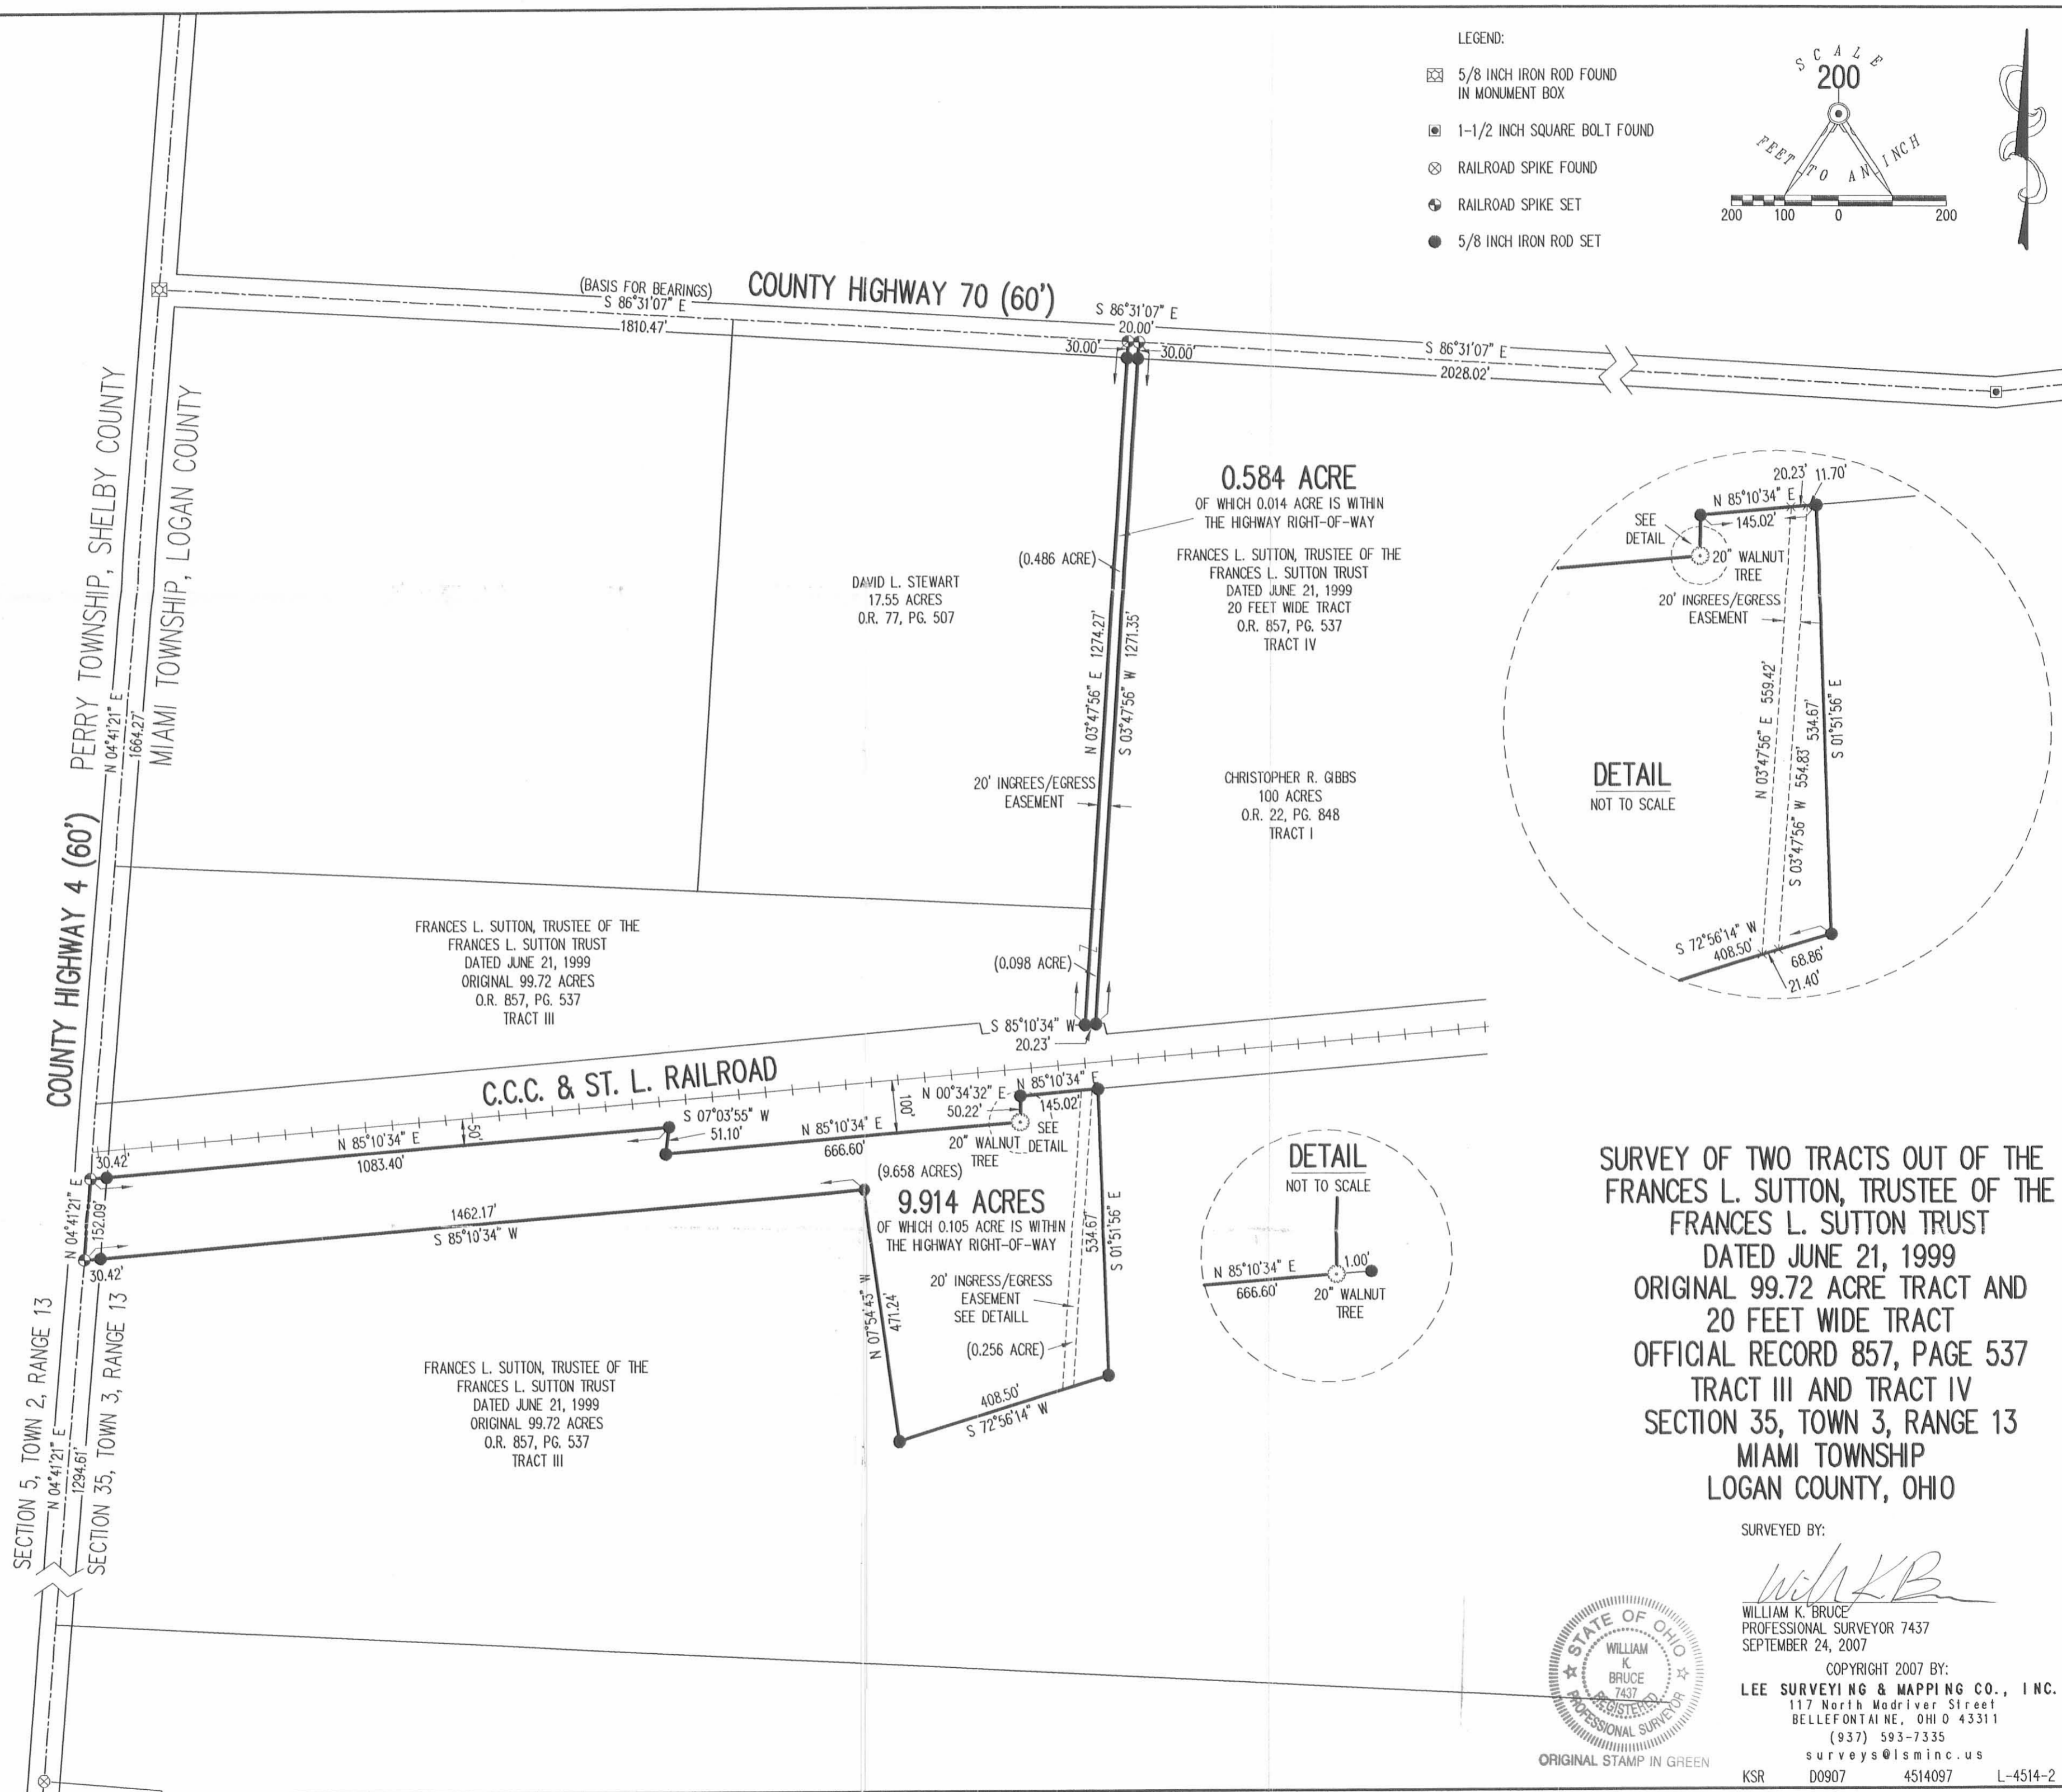 LEGEND:
5/8 INCH IRON ROD FOUND
IN MONUMENT BOX
1-1/2 INCH SQUARE BOLT FOUND
RAILROAD SPIKE FOUND
RAILROAD SPIKE SET
5/8 INCH IRON ROD SET
SCALE
200
FEET TO AN INCH
200 100 0 200
(BASIS FOR BEARINGS)
S 86°31'07" E
1810.47'
COUNTY HIGHWAY 70 (60')
S 86°31'07" E
20.00'
30.00'
30.00'
S 86°31'07" E
2028.02'
PERRY TOWNSHIP, SHELBY COUNTY
N 04°41'21" E
1664.27'
MIAMI TOWNSHIP, LOGAN COUNTY
COUNTY HIGHWAY 4 (60')
0.584 ACRE
OF WHICH 0.014 ACRE IS WITHIN
THE HIGHWAY RIGHT-OF-WAY
(0.486 ACRE)
FRANCES L. SUTTON, TRUSTEE OF THE
FRANCES L. SUTTON TRUST
DATED JUNE 21, 1999
20 FEET WIDE TRACT
O.R. 857, PG. 537
TRACT IV
DAVID L. STEWART
17.55 ACRES
O.R. 77, PG. 507
N 03°47'56" E 1274.27'
S 03°47'56" W 1271.35'
20' INGREES/EGRESS
EASEMENT
CHRISTOPHER R. GIBBS
100 ACRES
O.R. 22, PG. 848
TRACT I
20.23' 11.70'
N 85°10'34" E
145.02'
SEE
DETAIL
20" WALNUT
TREE
20' INGREES/EGRESS
EASEMENT
N 03°47'56" E 559.42'
S 03°47'56" W 554.83'
534.67'
S 01°51'56" E
DETAIL
NOT TO SCALE
S 72°56'14" W
408.50'
68.86'
21.40'
FRANCES L. SUTTON, TRUSTEE OF THE
FRANCES L. SUTTON TRUST
DATED JUNE 21, 1999
ORIGINAL 99.72 ACRES
O.R. 857, PG. 537
TRACT III
(0.098 ACRE)
S 85°10'34" W
20.23'
C.C.C. & ST. L. RAILROAD
N 85°10'34" E
1083.40'
50'
S 07°03'55" W
51.10'
N 85°10'34" E
666.60'
100'
N 00°34'32" E
50.22'
N 85°10'34" E
145.02'
SEE
DETAIL
20" WALNUT
TREE
30.42'
N 04°41'21" E
152.09'
30.42'
1462.17'
S 85°10'34" W
(9.658 ACRES)
9.914 ACRES
OF WHICH 0.105 ACRE IS WITHIN
THE HIGHWAY RIGHT-OF-WAY
20' INGRESS/EGRESS
EASEMENT
SEE DETAILL
(0.256 ACRE)
534.67'
S 01°51'56" E
N 07°54'43" W
471.24'
408.50'
S 72°56'14" W
DETAIL
NOT TO SCALE
N 85°10'34" E
666.60'
1.00'
20" WALNUT
TREE
FRANCES L. SUTTON, TRUSTEE OF THE
FRANCES L. SUTTON TRUST
DATED JUNE 21, 1999
ORIGINAL 99.72 ACRES
O.R. 857, PG. 537
TRACT III
SECTION 5, TOWN 2, RANGE 13
N 04°41'21" E
1294.61'
SECTION 35, TOWN 3, RANGE 13
SURVEY OF TWO TRACTS OUT OF THE
FRANCES L. SUTTON, TRUSTEE OF THE
FRANCES L. SUTTON TRUST
DATED JUNE 21, 1999
ORIGINAL 99.72 ACRE TRACT AND
20 FEET WIDE TRACT
OFFICIAL RECORD 857, PAGE 537
TRACT III AND TRACT IV
SECTION 35, TOWN 3, RANGE 13
MIAMI TOWNSHIP
LOGAN COUNTY, OHIO
SURVEYED BY:
WILLIAM K. BRUCE
PROFESSIONAL SURVEYOR 7437
SEPTEMBER 24, 2007
COPYRIGHT 2007 BY:
LEE SURVEYING & MAPPING CO., INC.
117 North Madriver Street
BELLEFONTAINE, OHIO 43311
(937) 593-7335
surveys@lsminc.us
KSR D0907 4514097 L-4514-2
STATE OF OHIO
WILLIAM
K.
BRUCE
7437
REGISTERED
PROFESSIONAL SURVEYOR
ORIGINAL STAMP IN GREEN